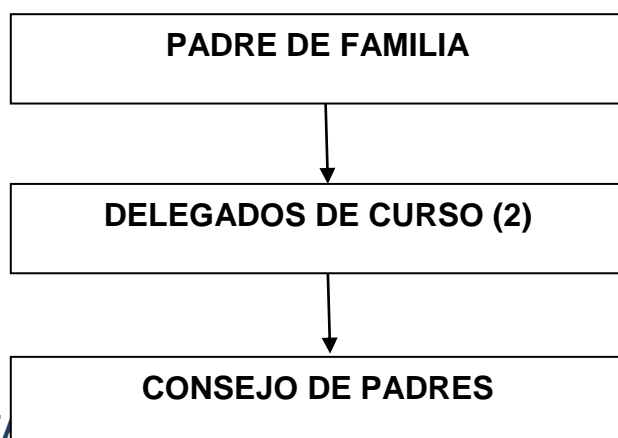 PADRE DE FAMILIA
DELEGADOS DE CURSO (2)
CONSEJO DE PADRES